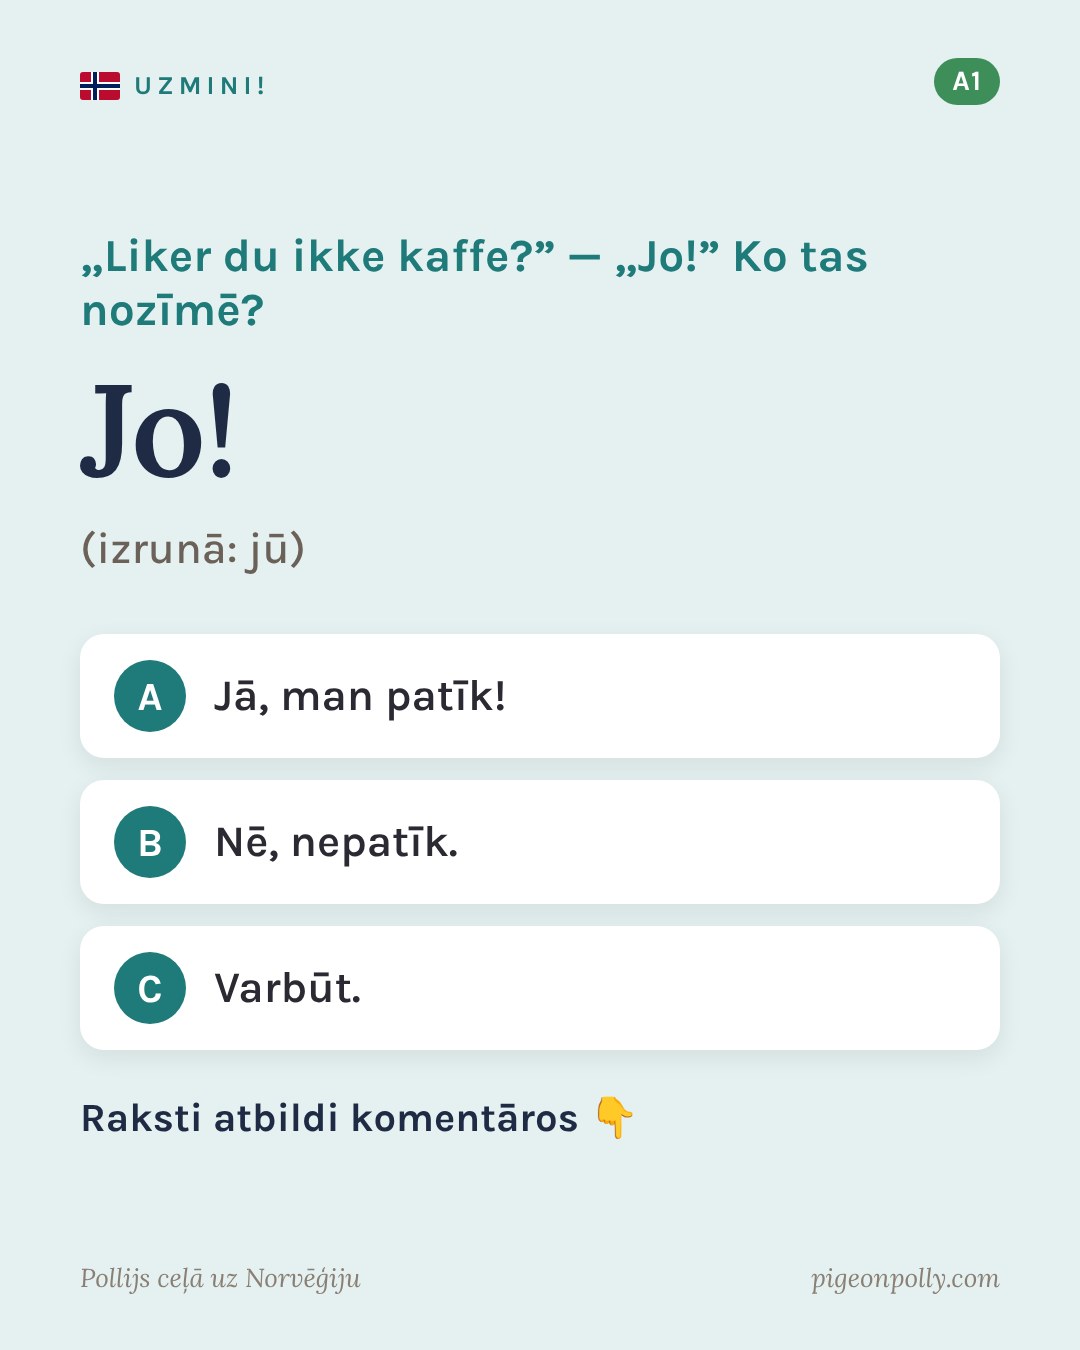 UZMINI!
A1
„Liker du ikke kaffe?” — „Jo!” Ko tas
nozīmē?
Jo!
(izrunā: jū)
A Jā, man patīk!
B Nē, nepatīk.
C Varbūt.
Raksti atbildi komentāros 👇
Pollijs ceļā uz Norvēģiju
pigeonpolly.com